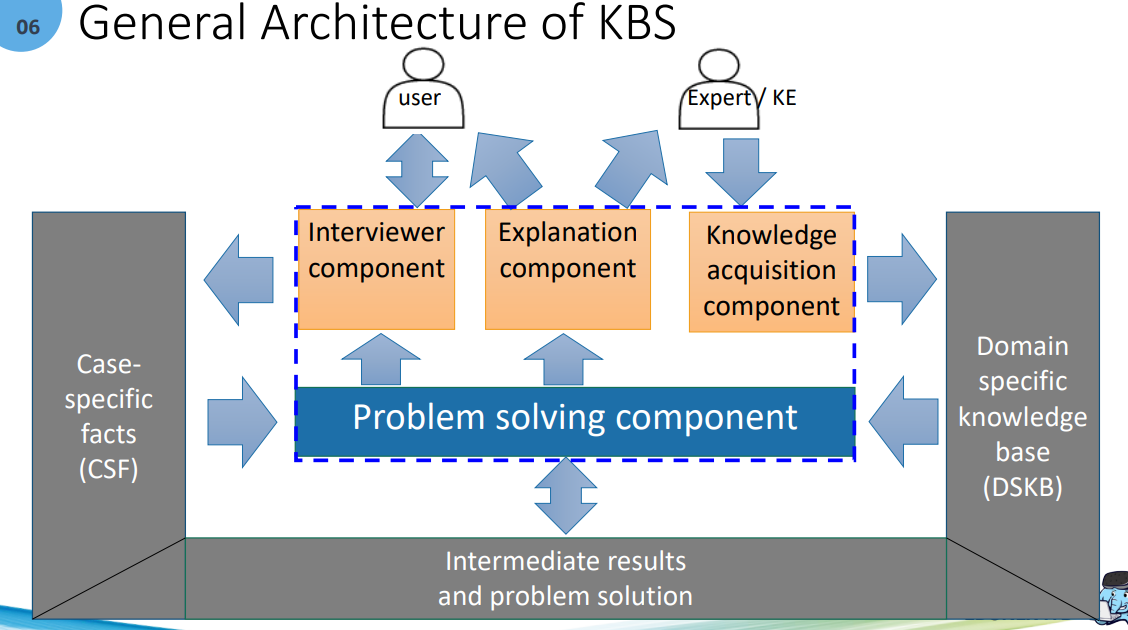 06
General Architecture of KBS
user
Expert / KE
Interviewer
component
Explanation
component
Knowledge
acquisition
component
Case-
specific
facts
(CSF)
Problem solving component
Domain
specific
knowledge
base
(DSKB)
Intermediate results
and problem solution